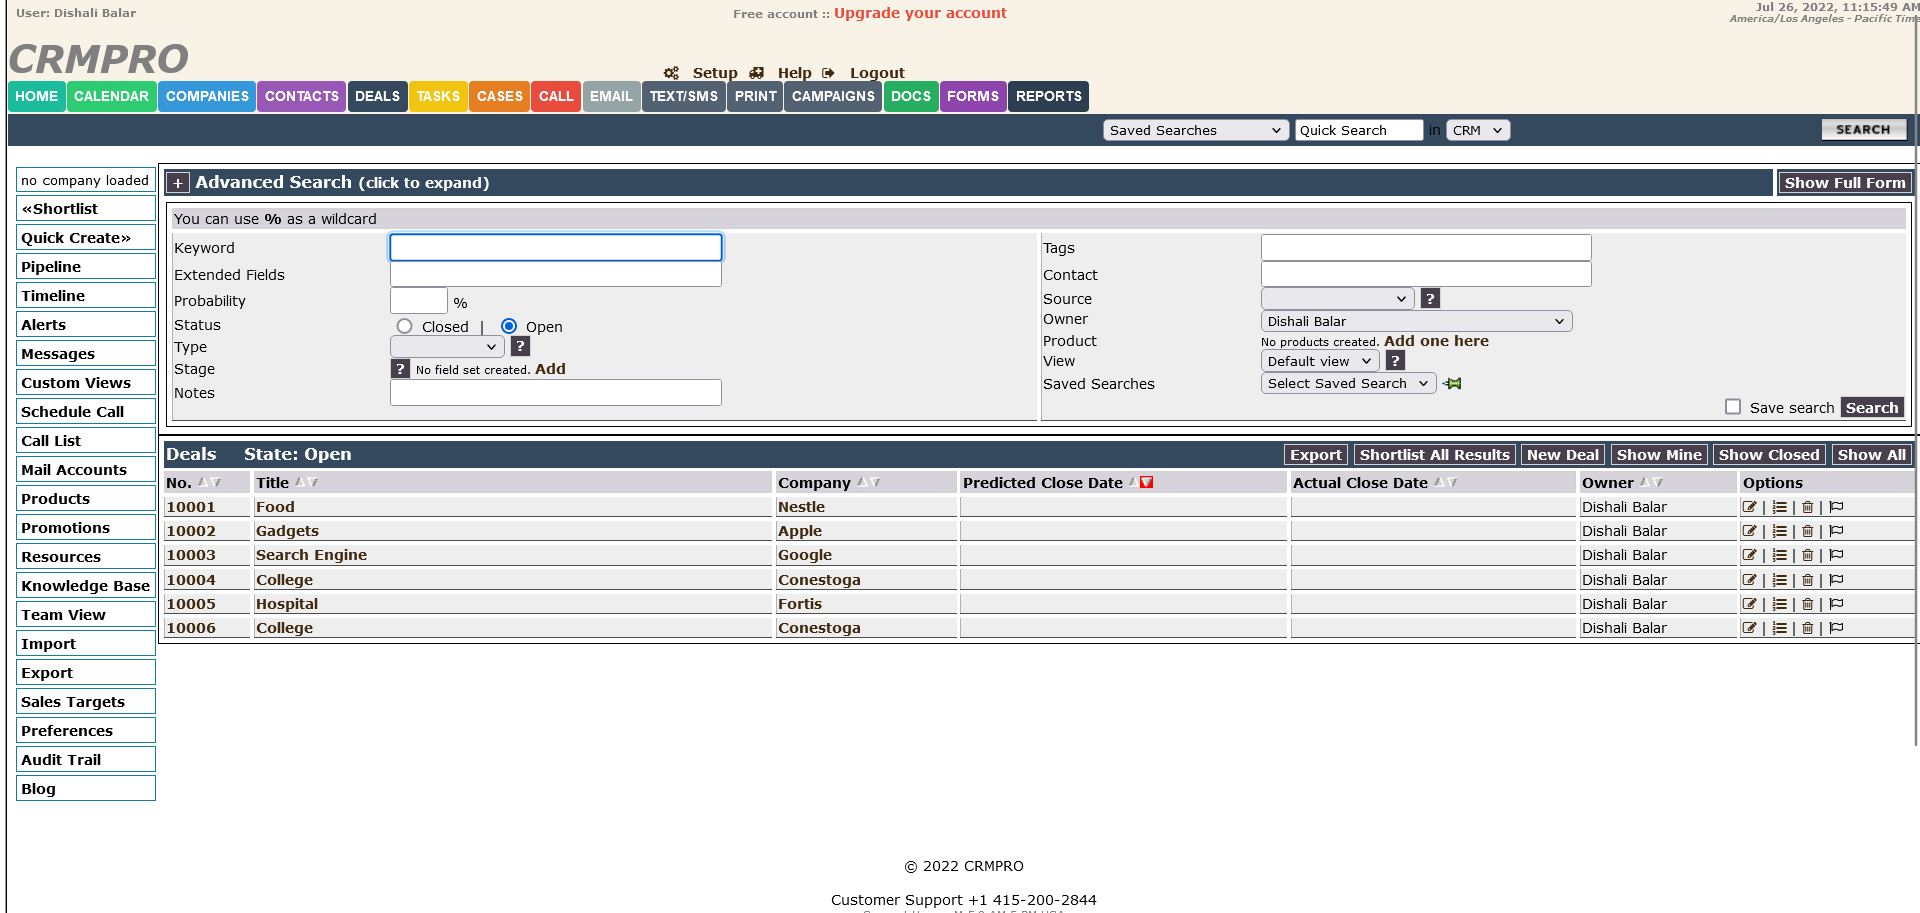 User: Dishali Balar
Free account :: Upgrade your account
Jul 26, 2022, 11:15:49 AM
America/Los Angeles - Pacific Time
CRMPRO
Setup Help Logout
HOME CALENDAR COMPANIES CONTACTS DEALS TASKS CASES CALL EMAIL TEXT/SMS PRINT CAMPAIGNS DOCS FORMS REPORTS
Saved Searches Quick Search in CRM SEARCH
no company loaded
«Shortlist
Quick Create»
Pipeline
Timeline
Alerts
Messages
Custom Views
Schedule Call
Call List
Mail Accounts
Products
Promotions
Resources
Knowledge Base
Team View
Import
Export
Sales Targets
Preferences
Audit Trail
Blog
+ Advanced Search (click to expand) Show Full Form
You can use % as a wildcard
Keyword
Extended Fields
Probability %
Status Closed | Open
Type ?
Stage ? No field set created. Add
Notes
Tags
Contact
Source ?
Owner Dishali Balar
Product No products created. Add one here
View Default view ?
Saved Searches Select Saved Search
Save search Search
Deals State: Open Export Shortlist All Results New Deal Show Mine Show Closed Show All
No. Title Company Predicted Close Date Actual Close Date Owner Options
10001 Food Nestle Dishali Balar | | |
10002 Gadgets Apple Dishali Balar | | |
10003 Search Engine Google Dishali Balar | | |
10004 College Conestoga Dishali Balar | | |
10005 Hospital Fortis Dishali Balar | | |
10006 College Conestoga Dishali Balar | | |
© 2022 CRMPRO
Customer Support +1 415-200-2844